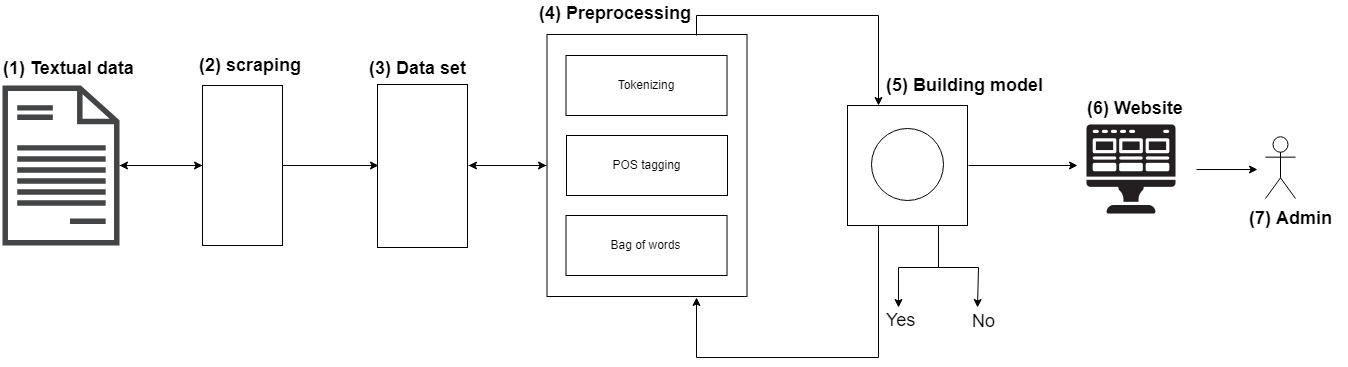 (1) Textual data
(2) scraping
(3) Data set
(4) Preprocessing
Tokenizing
POS tagging
Bag of words
(5) Building model
Yes
No
(6) Website
(7) Admin